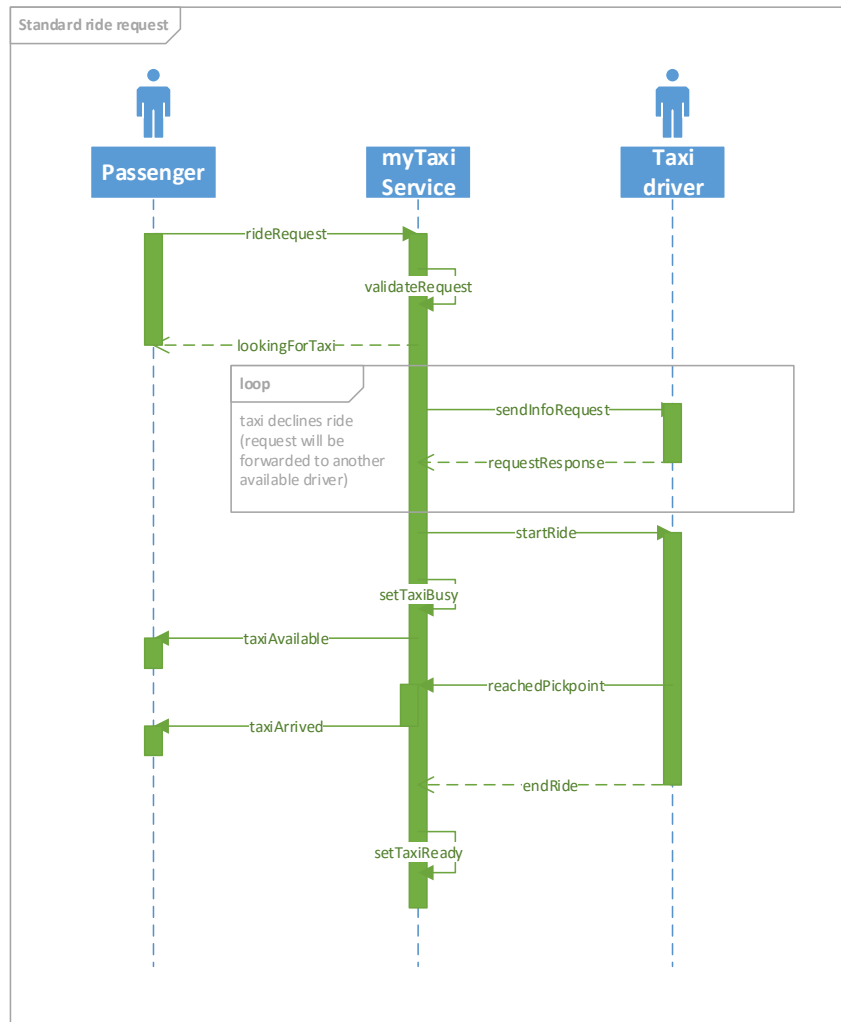 Standard ride request
Passenger
myTaxi
Service
Taxi
driver
rideRequest
validateRequest
lookingForTaxi
loop
taxi declines ride
(request will be
forwarded to another
available driver)
sendInfoRequest
requestResponse
startRide
setTaxiBusy
taxiAvailable
reachedPickpoint
taxiArrived
endRide
setTaxiReady